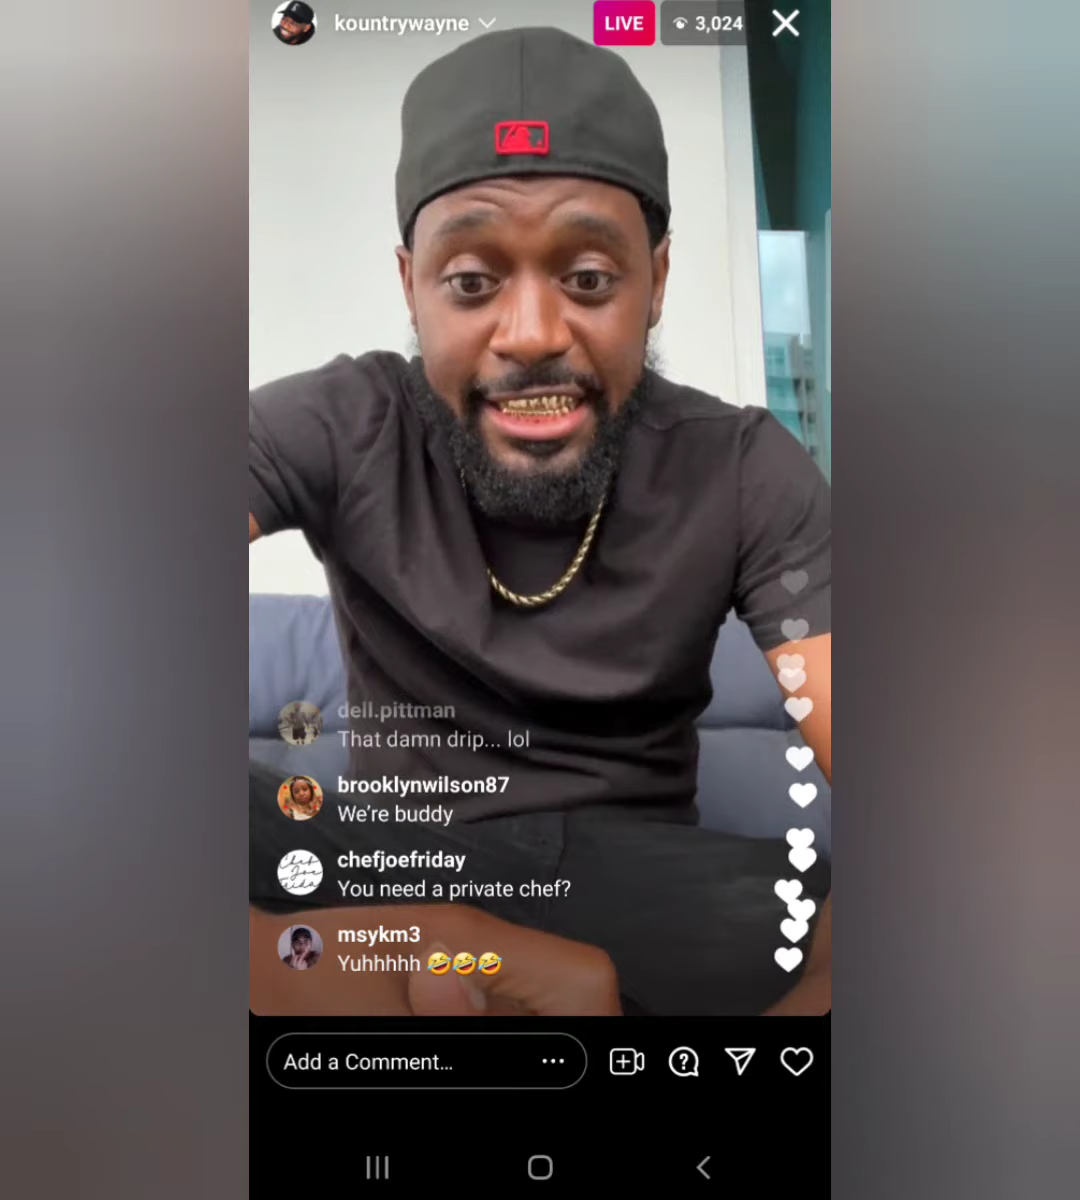 kountrywayne
LIVE
3,024
dell.pittman
That damn drip... lol
brooklynwilson87
We’re buddy
chefjoefriday
You need a private chef?
msykm3
Yuhhhhh 🤣🤣🤣
Add a Comment...